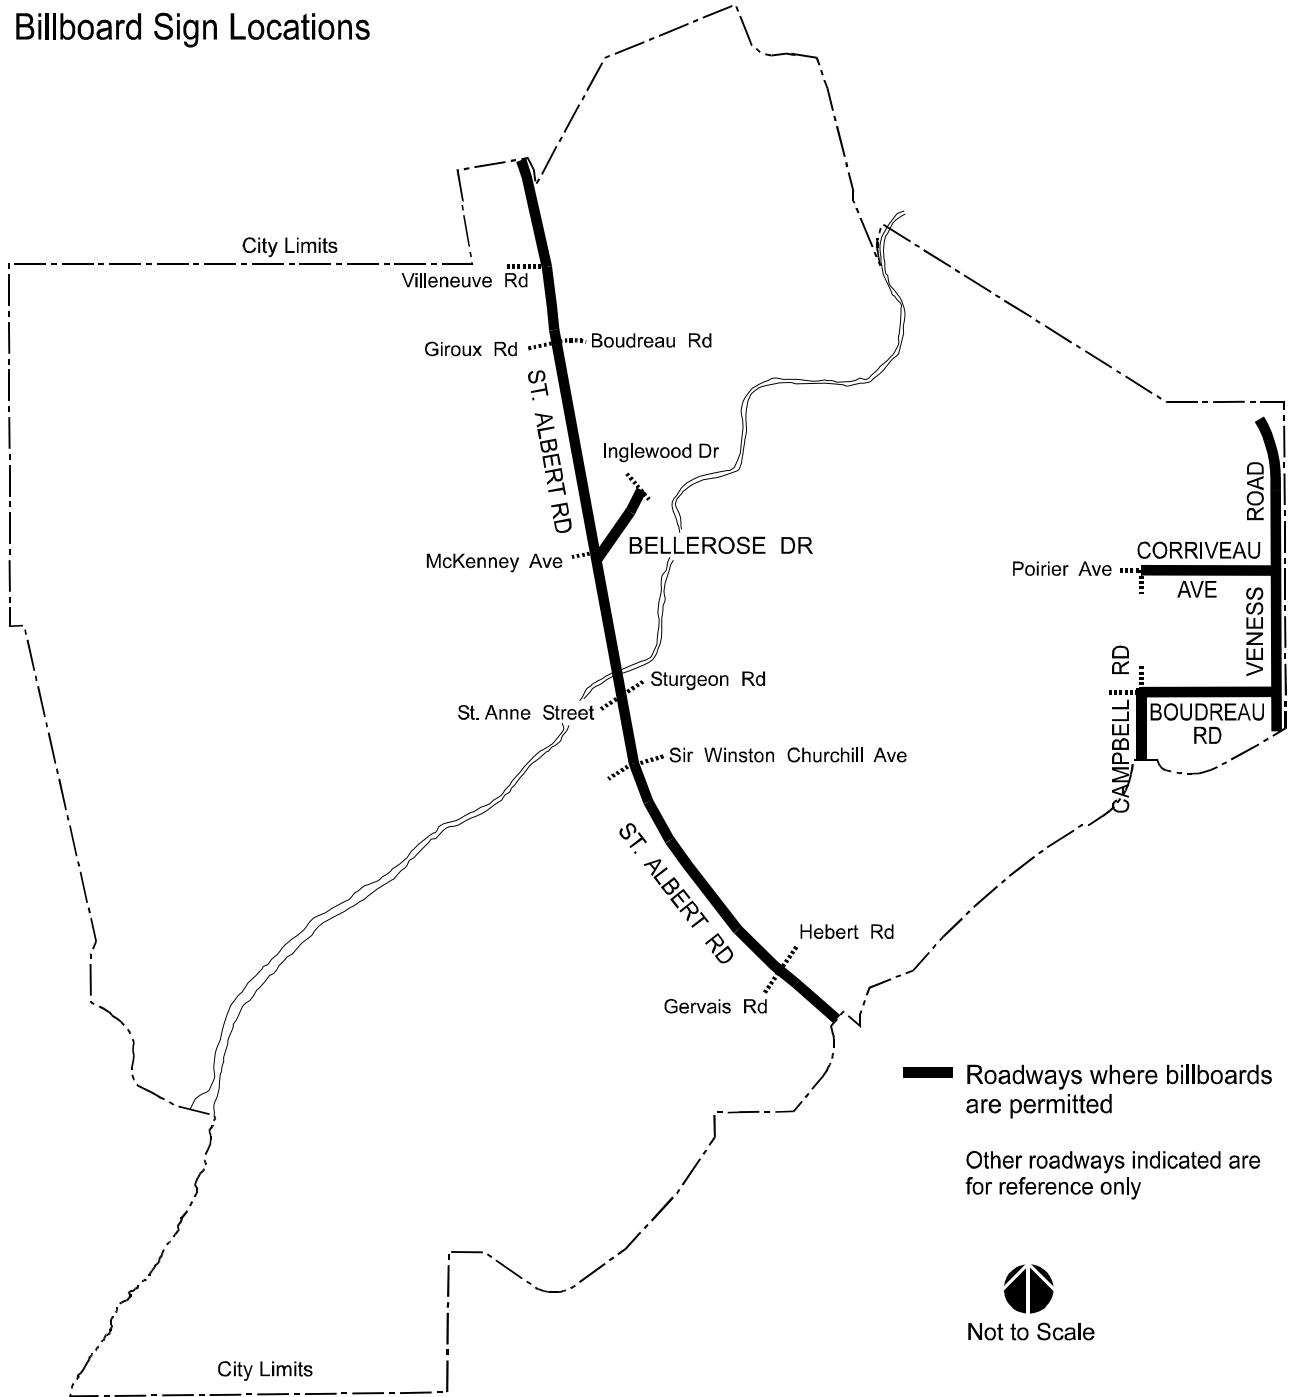 Billboard Sign Locations
City Limits
Villeneuve Rd
Giroux Rd
Boudreau Rd
ST. ALBERT RD
Inglewood Dr
BELLEROSE DR
McKenney Ave
ROAD
CORRIVEAU
Poirier Ave
AVE
VENESS
Sturgeon Rd
St. Anne Street
CAMPBELL RD
BOUDREAU
RD
Sir Winston Churchill Ave
ST. ALBERT RD
Hebert Rd
Gervais Rd
Roadways where billboards
are permitted
Other roadways indicated are
for reference only
Not to Scale
City Limits